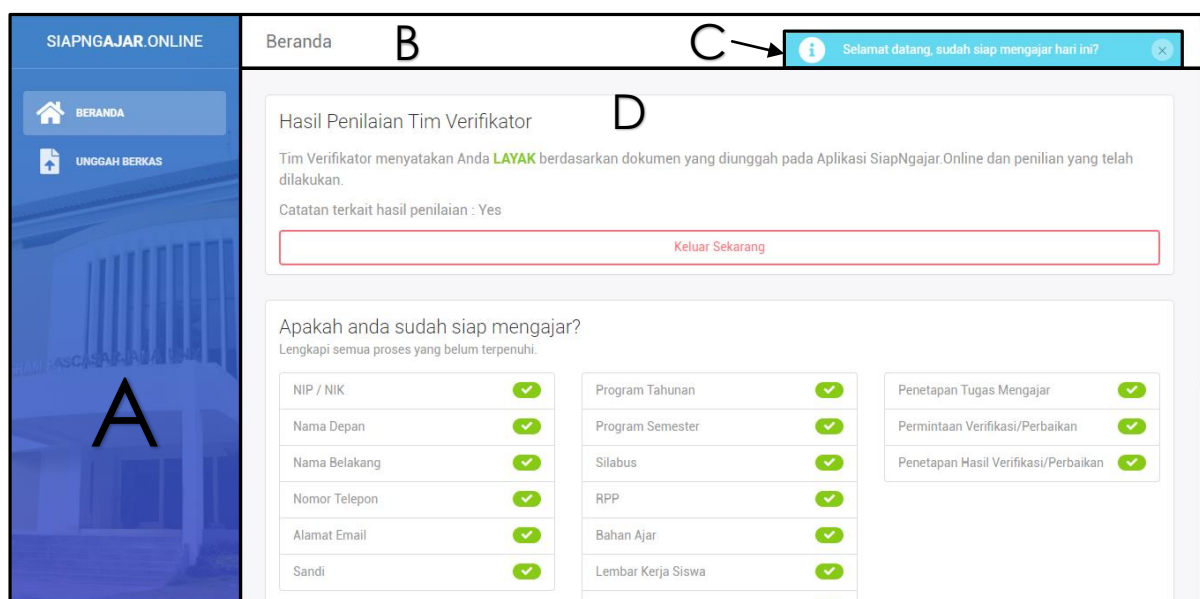 SIAPNGAJAR.ONLINE
BERANDA
UNGGAH BERKAS
A
Beranda
B
C
Selamat datang, sudah siap mengajar hari ini?
D
Hasil Penilaian Tim Verifikator
Tim Verifikator menyatakan Anda LAYAK berdasarkan dokumen yang diunggah pada Aplikasi SiapNgajar.Online dan penilian yang telah
dilakukan.
Catatan terkait hasil penilaian : Yes
Keluar Sekarang
Apakah anda sudah siap mengajar?
Lengkapi semua proses yang belum terpenuhi.
NIP / NIK
Nama Depan
Nama Belakang
Nomor Telepon
Alamat Email
Sandi
Program Tahunan
Program Semester
Silabus
RPP
Bahan Ajar
Lembar Kerja Siswa
Penetapan Tugas Mengajar
Permintaan Verifikasi/Perbaikan
Penetapan Hasil Verifikasi/Perbaikan